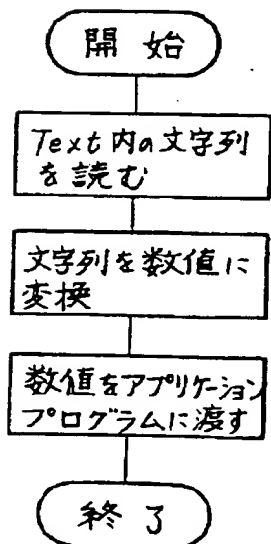 開始
Text内の文字列
を読む
文字列を数値に
変換
数値をアプリケーション
プログラムに渡す
終了